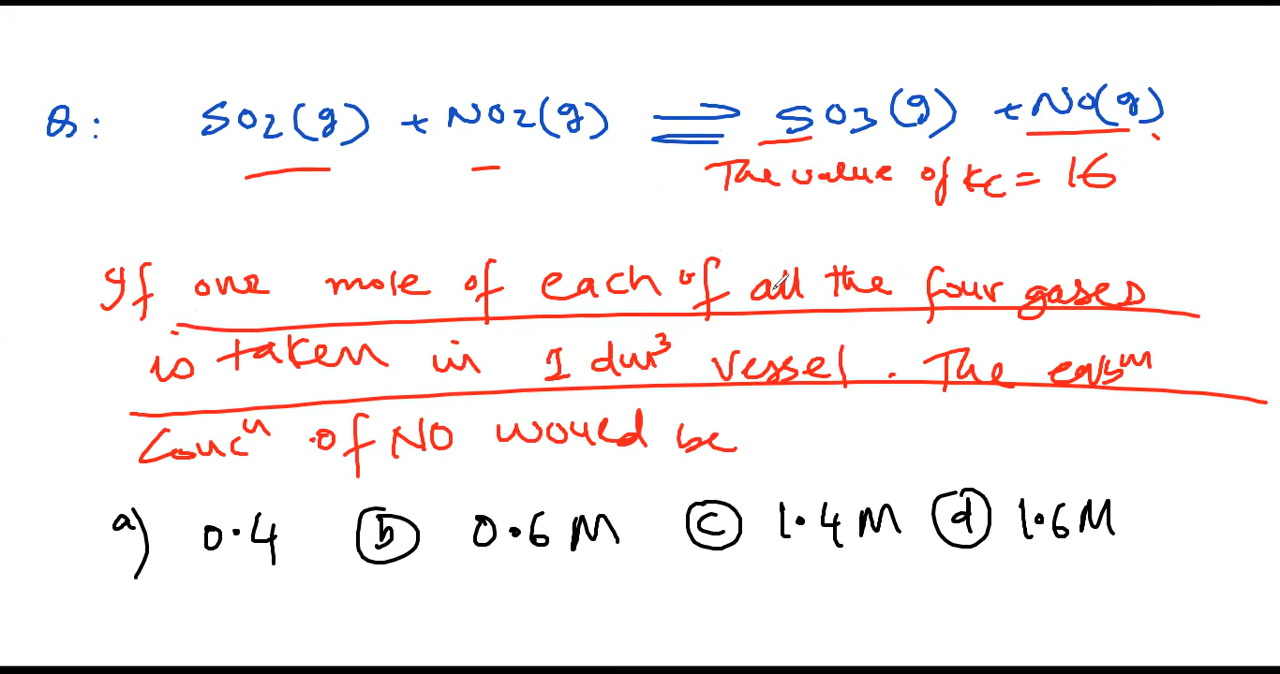 Q: SO2(g) + NO2(g) ⇌ SO3(g) + NO(g)
The value of Kc = 16
If one mole of each of all the four gases
is taken in 1 dm³ vessel. The eqbᵐ
Concⁿ of NO would be
a) 0.4 (b) 0.6 M (c) 1.4 M (d) 1.6 M